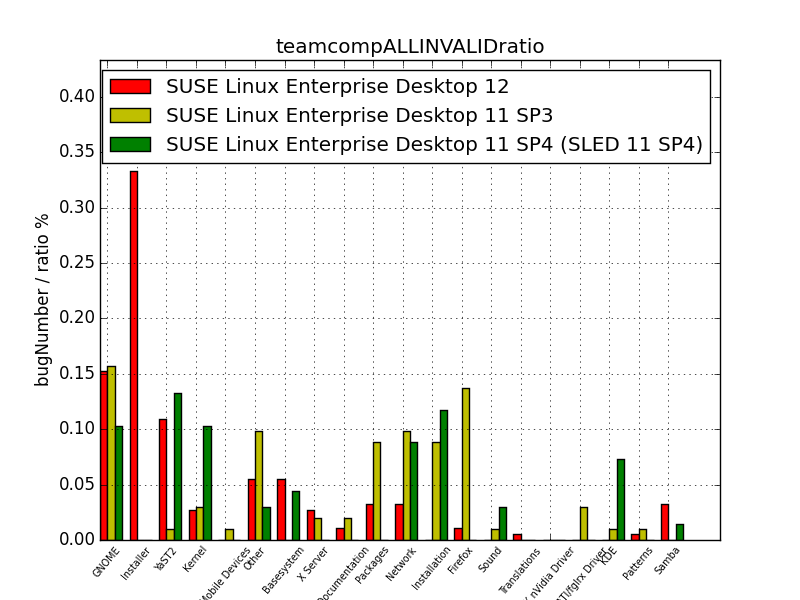 teamcompALLINVALIDratio
SUSE Linux Enterprise Desktop 12
SUSE Linux Enterprise Desktop 11 SP3
SUSE Linux Enterprise Desktop 11 SP4 (SLED 11 SP4)
bugNumber / ratio %
0.40
0.35
0.30
0.25
0.20
0.15
0.10
0.05
0.00
GNOME
Installer
YaST2
Kernel
Mobile Devices
Other
Basesystem
X Server
Documentation
Packages
Network
Installation
Firefox
Sound
Translations
nVidia Driver
TI/fglrx Driver
KDE
Patterns
Samba